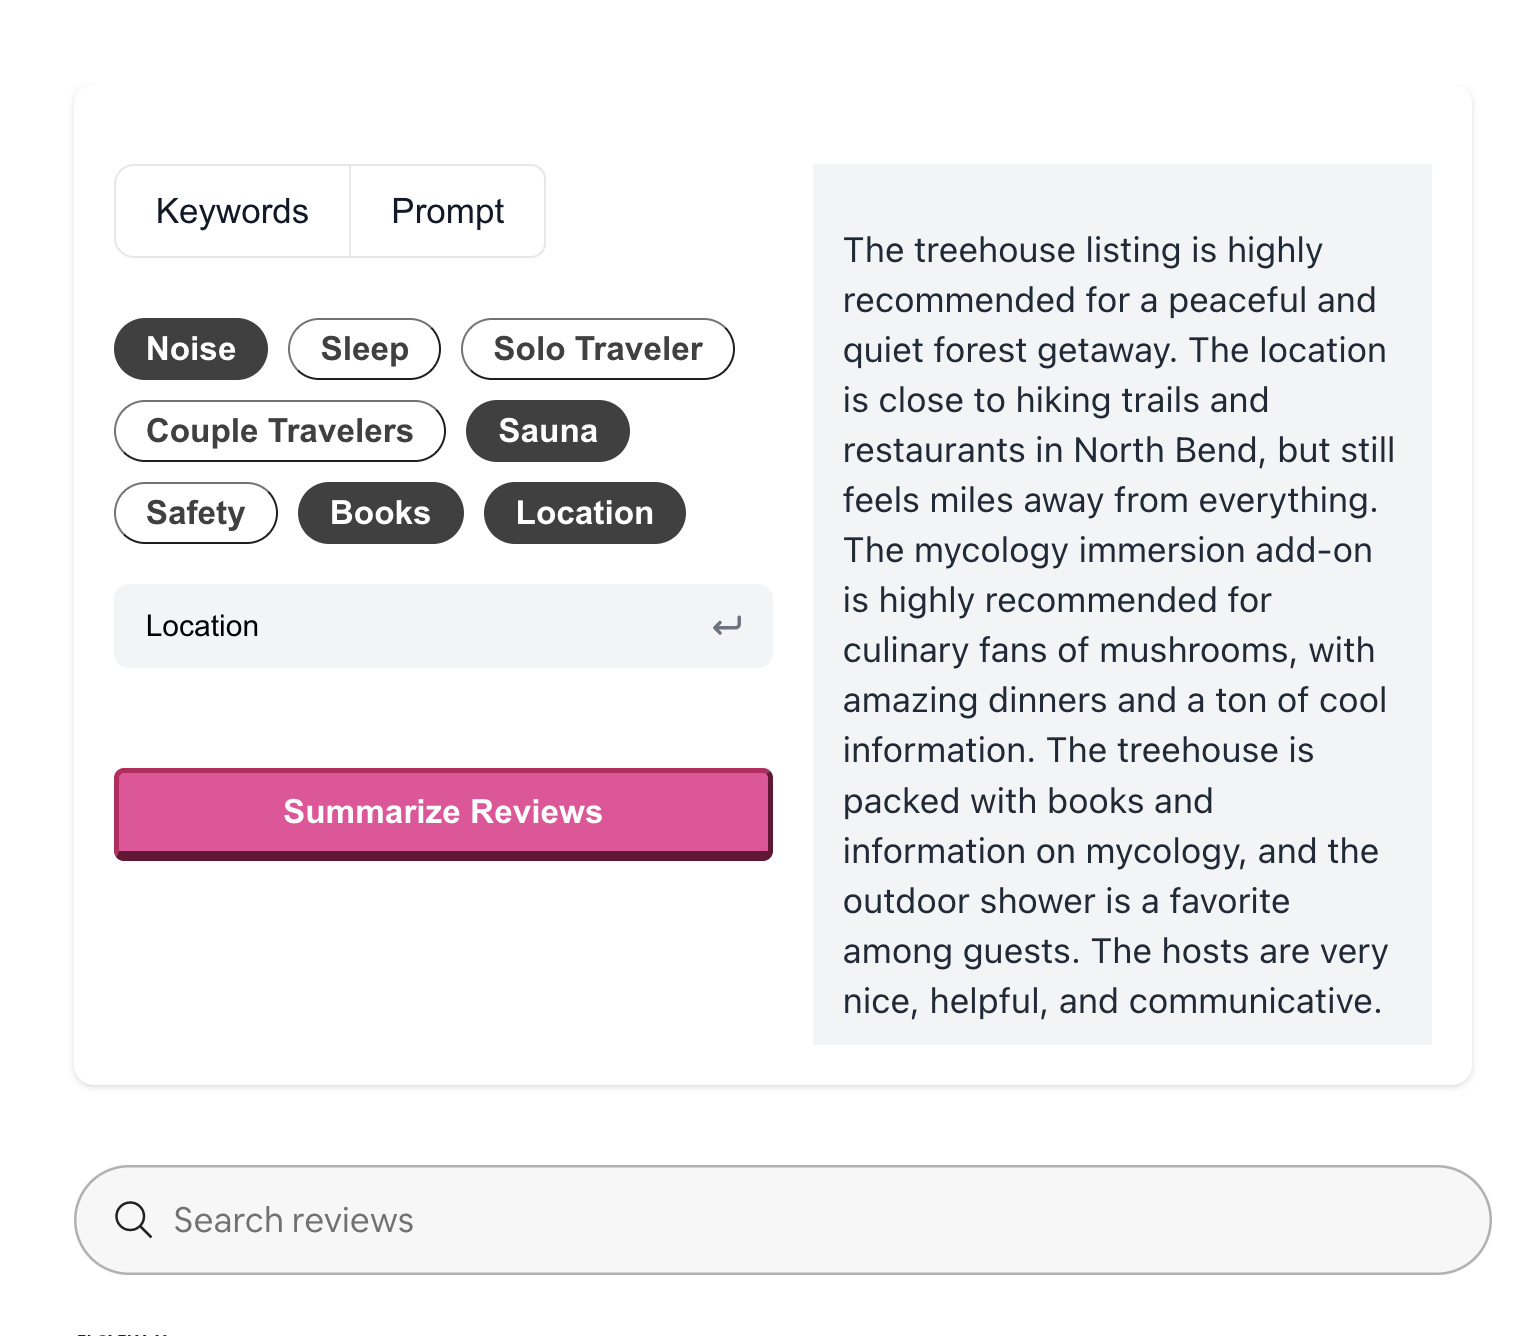 Keywords Prompt
Noise Sleep Solo Traveler
Couple Travelers Sauna
Safety Books Location
Location
Summarize Reviews
The treehouse listing is highly
recommended for a peaceful and
quiet forest getaway. The location
is close to hiking trails and
restaurants in North Bend, but still
feels miles away from everything.
The mycology immersion add-on
is highly recommended for
culinary fans of mushrooms, with
amazing dinners and a ton of cool
information. The treehouse is
packed with books and
information on mycology, and the
outdoor shower is a favorite
among guests. The hosts are very
nice, helpful, and communicative.
Search reviews